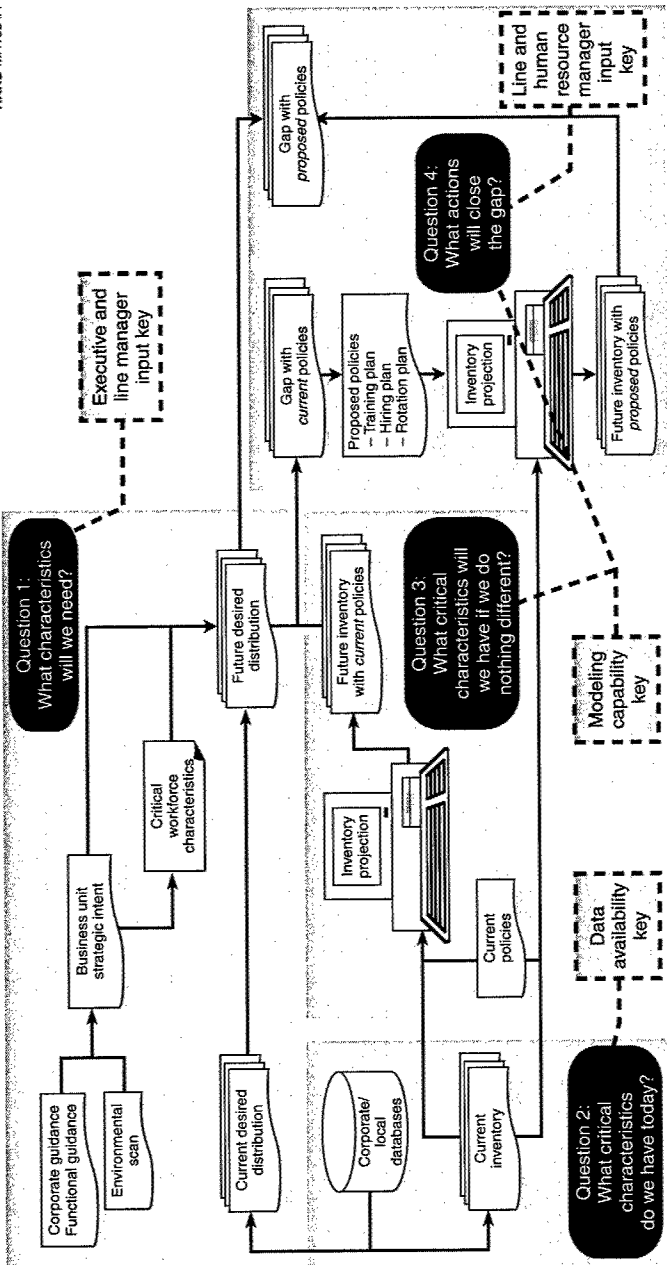 Corporate guidance
Functional guidance
Environmental
scan
Business unit
strategic intent
Critical
workforce
characteristics
Question 1:
What characteristics
will we need?
Executive and
line manager
input key
Current desired
distribution
Future desired
distribution
Corporate/
local
databases
Current
inventory
Current
policies
Inventory
projection
Future inventory
with current policies
Gap with
current policies
Proposed policies
– Training plan
– Hiring plan
– Rotation plan
Inventory
projection
Future inventory with
proposed policies
Gap with
proposed policies
Question 2:
What critical
characteristics
do we have today?
Data
availability
key
Question 3:
What critical
characteristics will
we have if we do
nothing different?
Modeling
capability
key
Question 4:
What actions
will close
the gap?
Line and
human
resource
manager
input
key